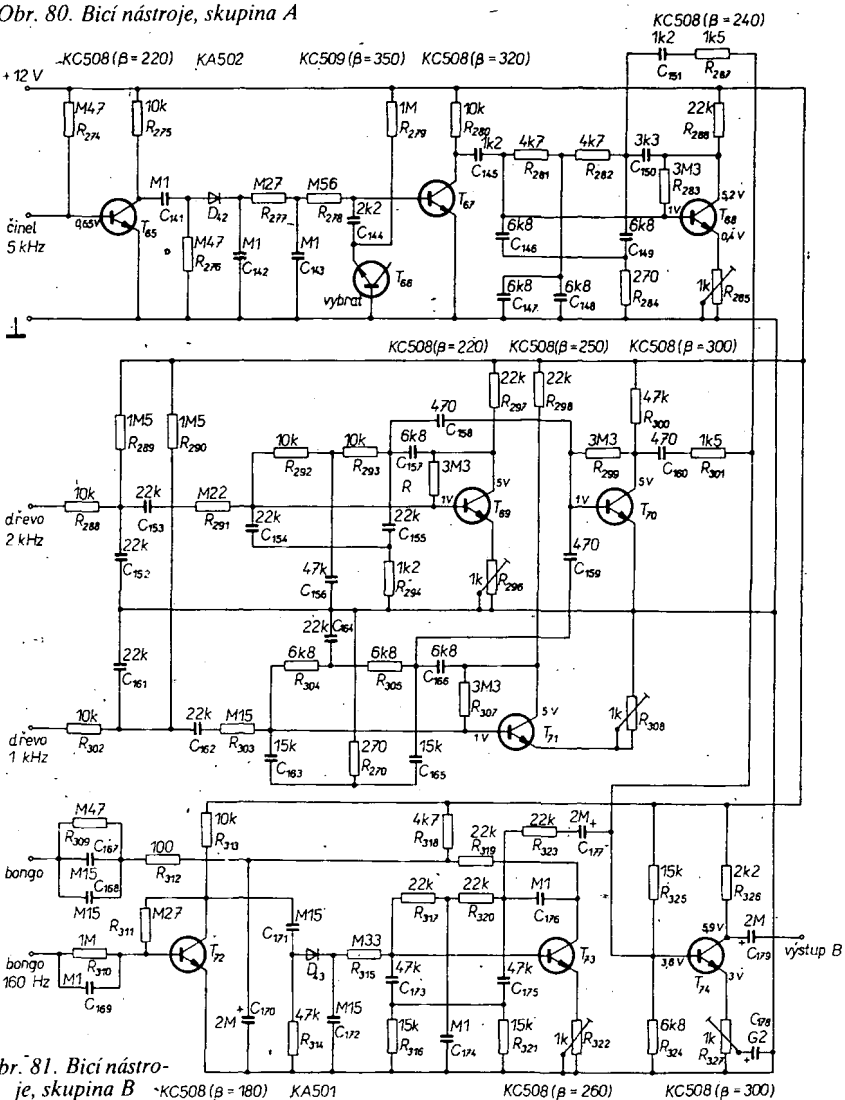 Obr. 80. Bicí nástroje, skupina A
KC508 (β = 240)
1k2 1k5
C151 R287
KC508 (β = 220) KA502 KC509 (β = 350) KC508 (β = 320)
+ 12 V
M47 R274
10k R275
1M R279
10k R280
22k R286
1k2 C145
4k7 R281
4k7 R282
3k3 C150
3M3 R283
M1 C141
D42
M27 R277
M56 R278
2k2 C144
T67
5,2V
1V
T68
0,4V
činel
5 kHz
0,65V
T65
M47 R276
M1 C142
M1 C143
T66
vybrat
6k8 C146
6k8 C149
6k8 C147
6k8 C148
270 R284
1k R285
KC508 (β = 220) KC508 (β = 250) KC508 (β = 300)
22k R297
22k R298
47k R300
1M5 R289
1M5 R290
470 C158
10k R292
10k R293
6k8 C157
3M3 R
3M3 R299
470 C160
1k5 R301
10k R288
dřevo
2 kHz
22k C153
M22 R291
5V
1V
T69
5V
1V
T70
22k C154
22k C155
22k C152
47k C156
1k2 R294
1k R296
470 C159
22k C164
22k C161
6k8 R304
6k8 R305
6k8 C166
3M3 R307
10k R302
dřevo
1 kHz
22k C162
M15 R303
5V
1V
T71
1k R308
15k C163
270 R270
15k C165
M47 R309
C167 M15
C168 M15
bongo
100 R312
10k R313
4k7 R318
22k R319
22k R323
2M + C177
15k R325
2k2 R326
M27 R311
M15 C171
22k R317
22k R320
M1 C176
5,9V
2M + C179
výstup B
1M R310
M1 C169
bongo
160 Hz
T72
D43
M33 R315
T73
3,8V
T74
3V
2M + C170
47k R314
M15 C172
47k C173
47k C175
15k R316
M1 C174
15k R321
1k R322
6k8 R324
1k R327
C178 G2 +
br. 81. Bicí nástro-
je, skupina B
KC508 (β = 180) KA501 KC508 (β = 260) KC508 (β = 300)